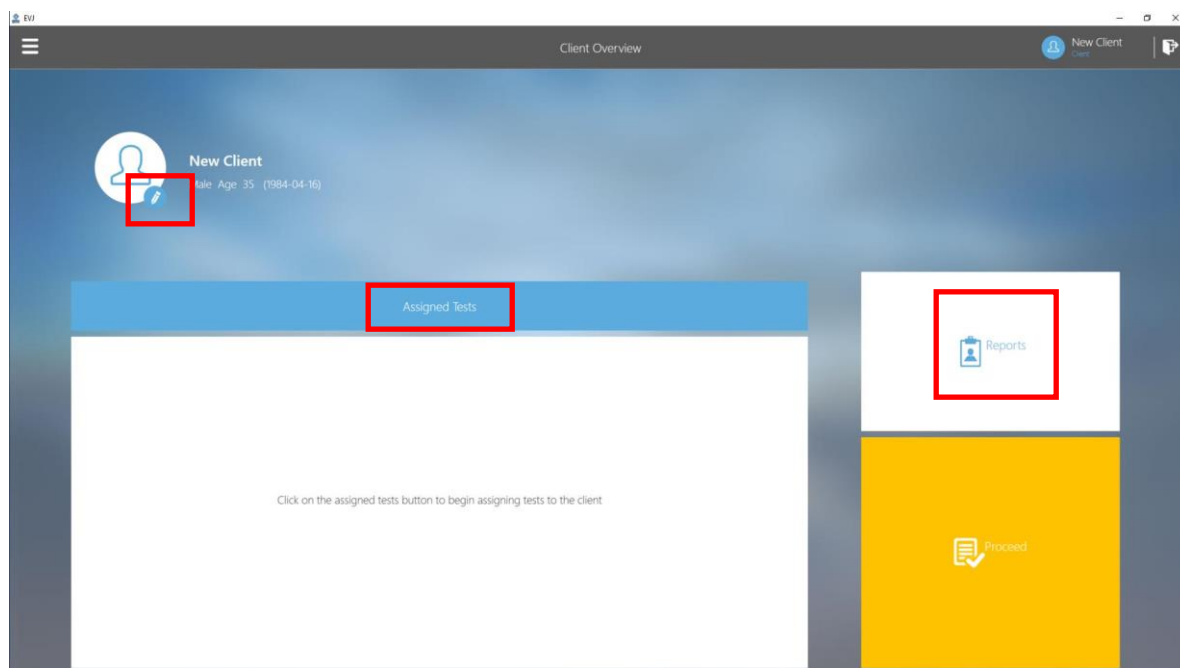 EVJ
Client Overview
New Client
Client
New Client
Male Age 35 (1984-04-16)
Assigned Tests
Reports
Click on the assigned tests button to begin assigning tests to the client
Proceed